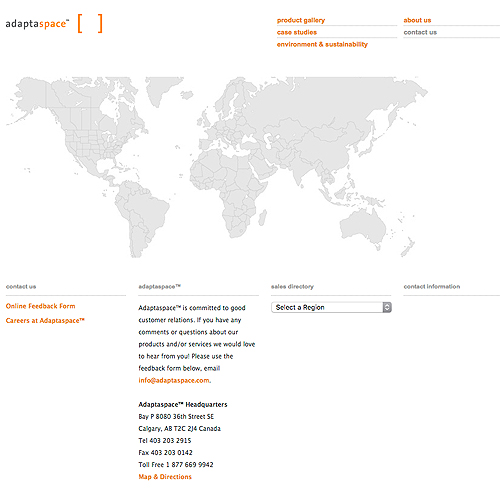 adaptaspace™ [ ]
product gallery
case studies
environment & sustainability
about us
contact us
contact us
Online Feedback Form
Careers at Adaptaspace™
adaptaspace™
Adaptaspace™ is committed to good
customer relations. If you have any
comments or questions about our
products and/or services we would love
to hear from you! Please use the
feedback form below, email
info@adaptaspace.com.
Adaptaspace™ Headquarters
Bay P 8080 36th Street SE
Calgary, AB T2C 2J4 Canada
Tel 403 203 2915
Fax 403 203 0142
Toll Free 1 877 669 9942
Map & Directions
sales directory
Select a Region
contact information